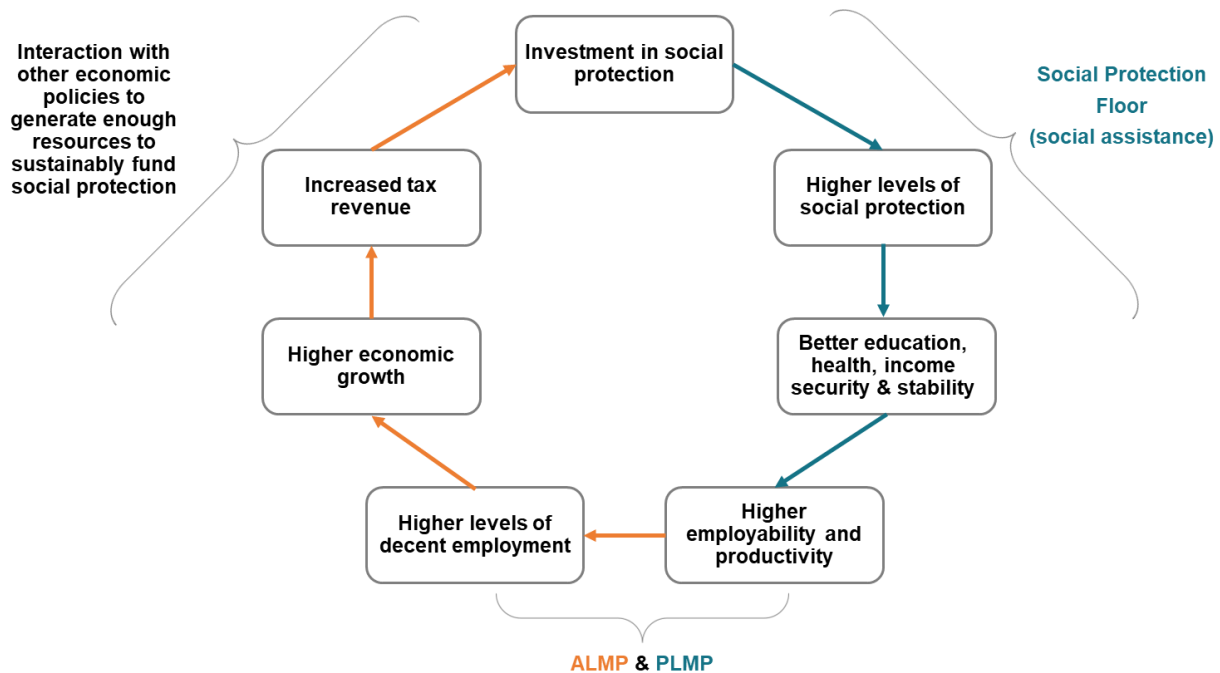 Interaction with
other economic
policies to
generate enough
resources to
sustainably fund
social protection
Investment in social
protection
Social Protection
Floor
(social assistance)
Increased tax
revenue
Higher levels of
social protection
Higher economic
growth
Better education,
health, income
security & stability
Higher levels of
decent employment
Higher
employability and
productivity
ALMP & PLMP